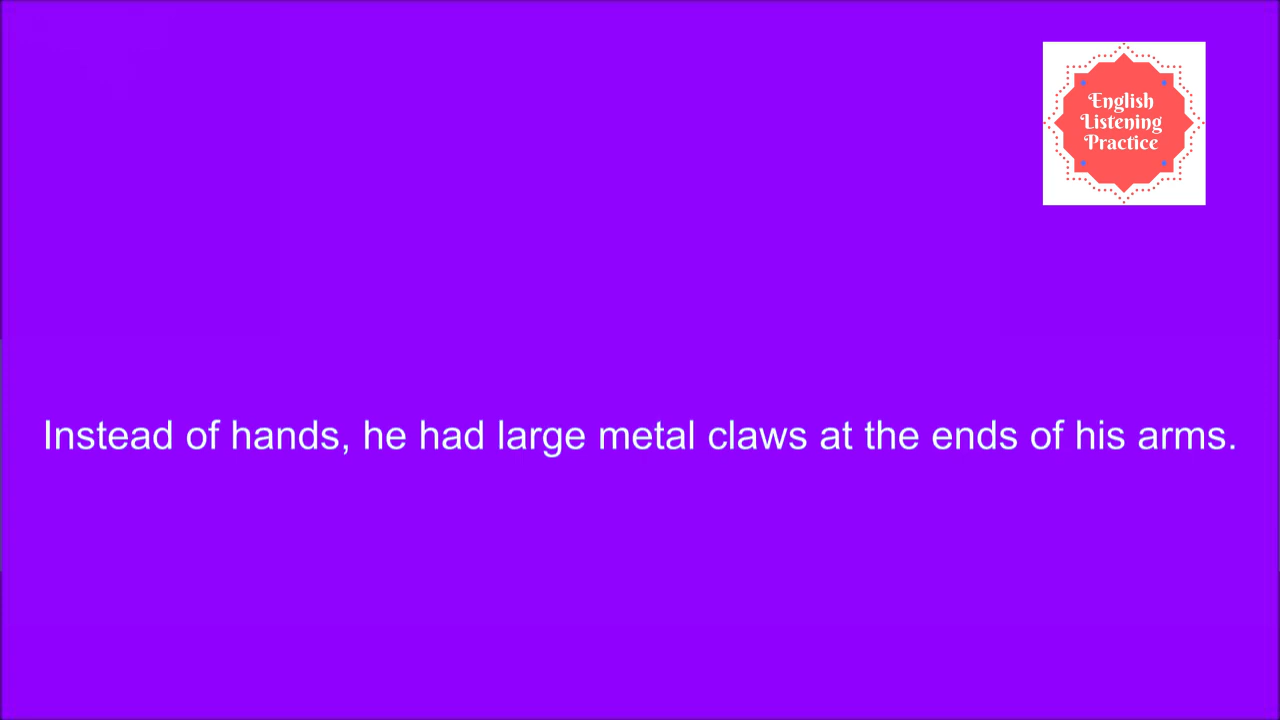 English
Listening
Practice
Instead of hands, he had large metal claws at the ends of his arms.